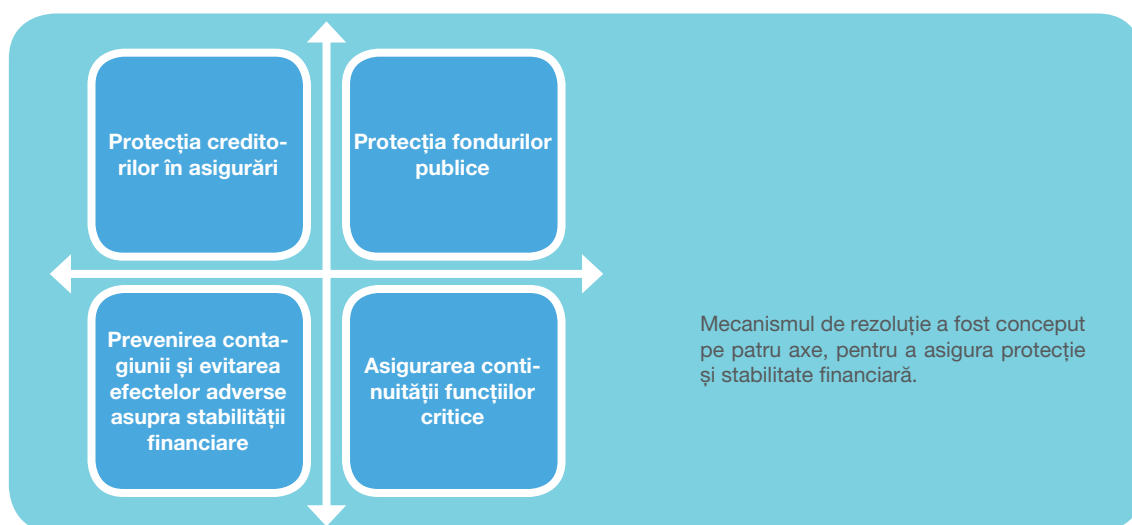 Protecția credito-
rilor în asigurări
Protecția fondurilor
publice
Prevenirea conta-
giunii și evitarea
efectelor adverse
asupra stabilității
financiare
Asigurarea conti-
nuității funcțiilor
critice
Mecanismul de rezoluție a fost conceput
pe patru axe, pentru a asigura protecție
și stabilitate financiară.